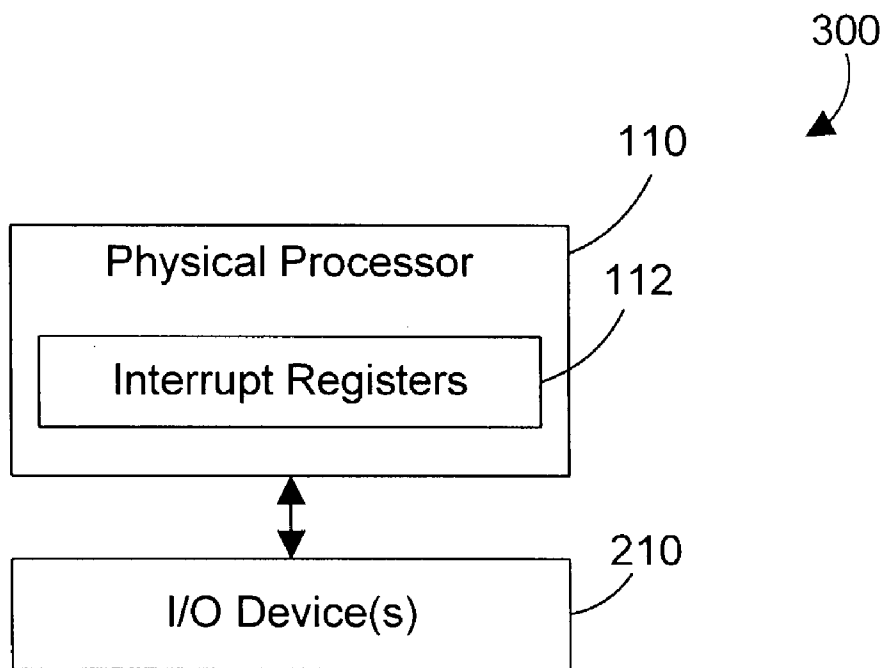 300
110
Physical Processor
112
Interrupt Registers
210
I/O Device(s)